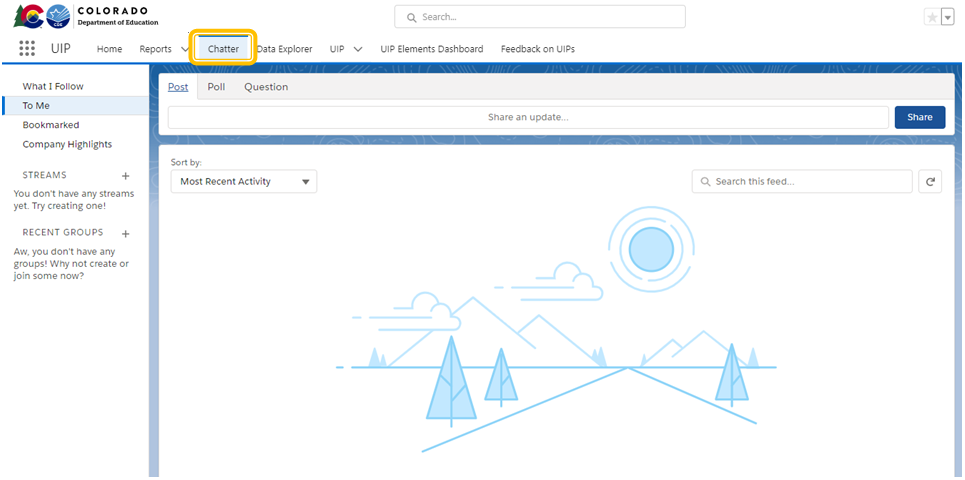 COLORADO
Department of Education
CDE
Search...
UIP
Home
Reports
Chatter
Data Explorer
UIP
UIP Elements Dashboard
Feedback on UIPs
What I Follow
To Me
Bookmarked
Company Highlights
STREAMS
You don't have any streams
yet. Try creating one!
RECENT GROUPS
Aw, you don't have any
groups! Why not create or
join some now?
Post
Poll
Question
Share an update...
Share
Sort by:
Most Recent Activity
Search this feed...